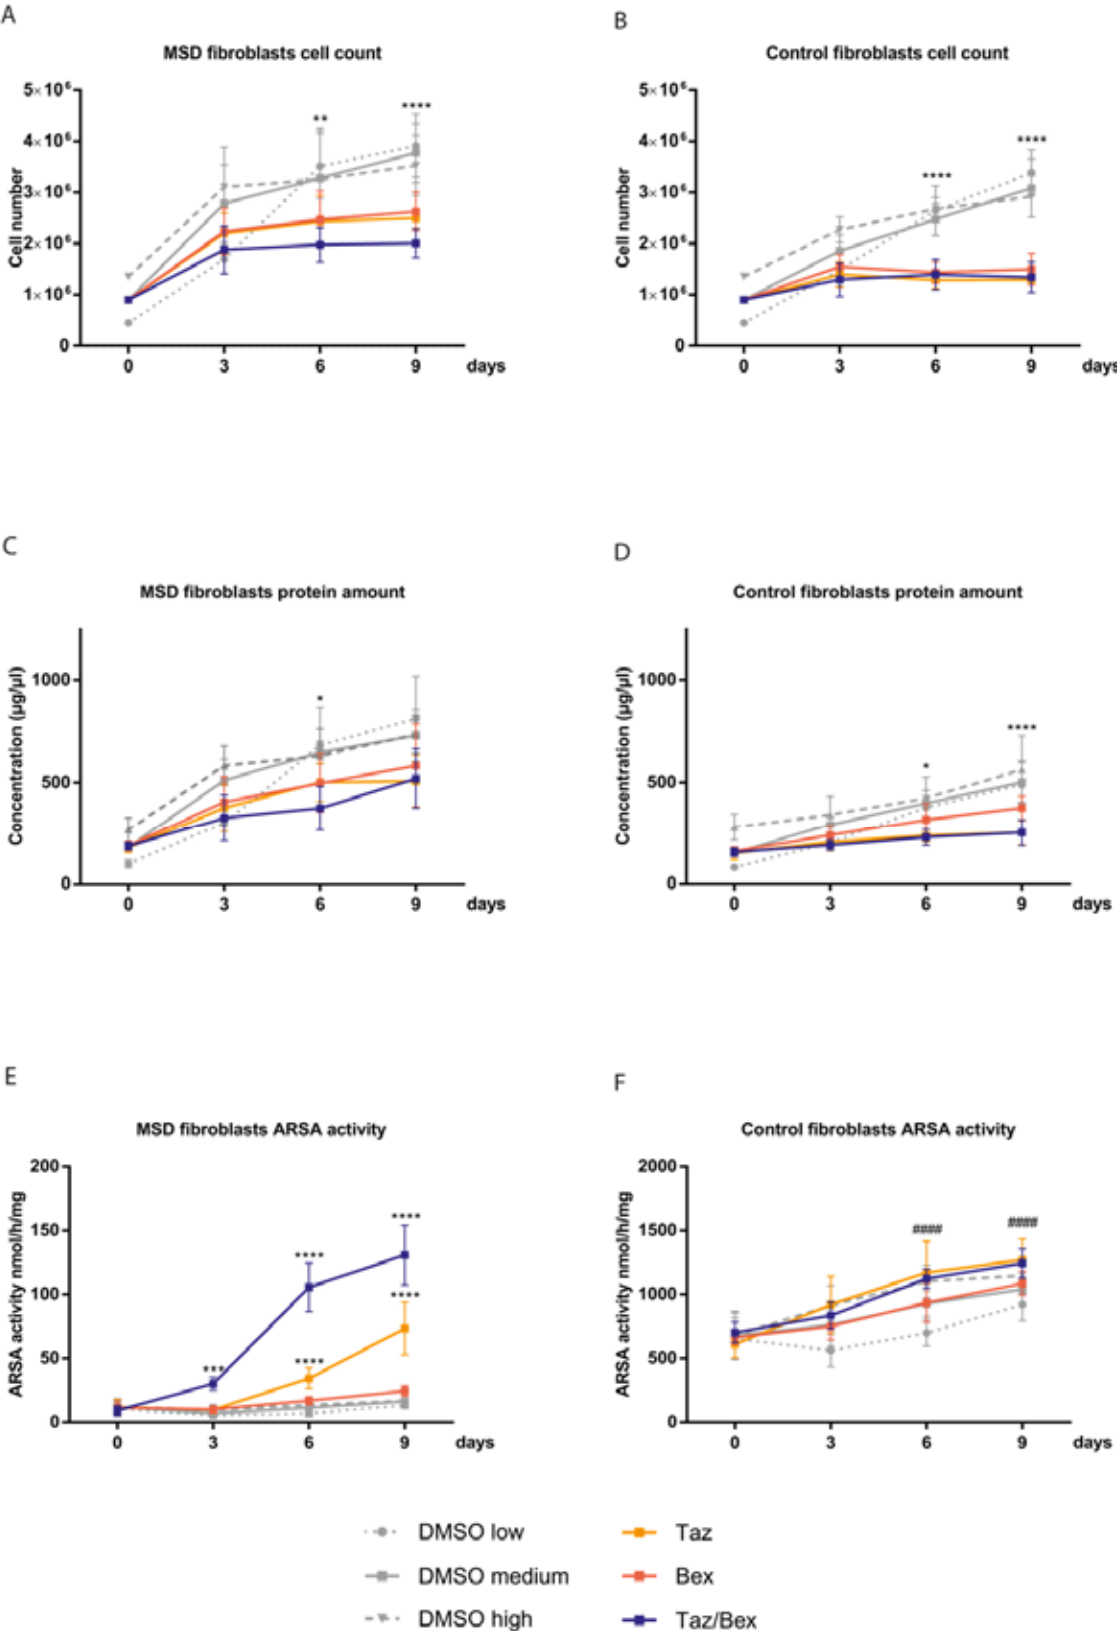 A
MSD fibroblasts cell count
Cell number
5×10⁶
4×10⁶
3×10⁶
2×10⁶
1×10⁶
0
** ****
0 3 6 9 days
B
Control fibroblasts cell count
Cell number
5×10⁶
4×10⁶
3×10⁶
2×10⁶
1×10⁶
0
**** ****
0 3 6 9 days
C
MSD fibroblasts protein amount
Concentration (µg/µl)
1000
500
0
*
0 3 6 9 days
D
Control fibroblasts protein amount
Concentration (µg/µl)
1000
500
0
* ****
0 3 6 9 days
E
MSD fibroblasts ARSA activity
ARSA activity nmol/h/mg
200
150
100
50
0
*** **** ****
**** ****
0 3 6 9 days
F
Control fibroblasts ARSA activity
ARSA activity nmol/h/mg
2000
1500
1000
500
0
#### ####
0 3 6 9 days
DMSO low
DMSO medium
DMSO high
Taz
Bex
Taz/Bex